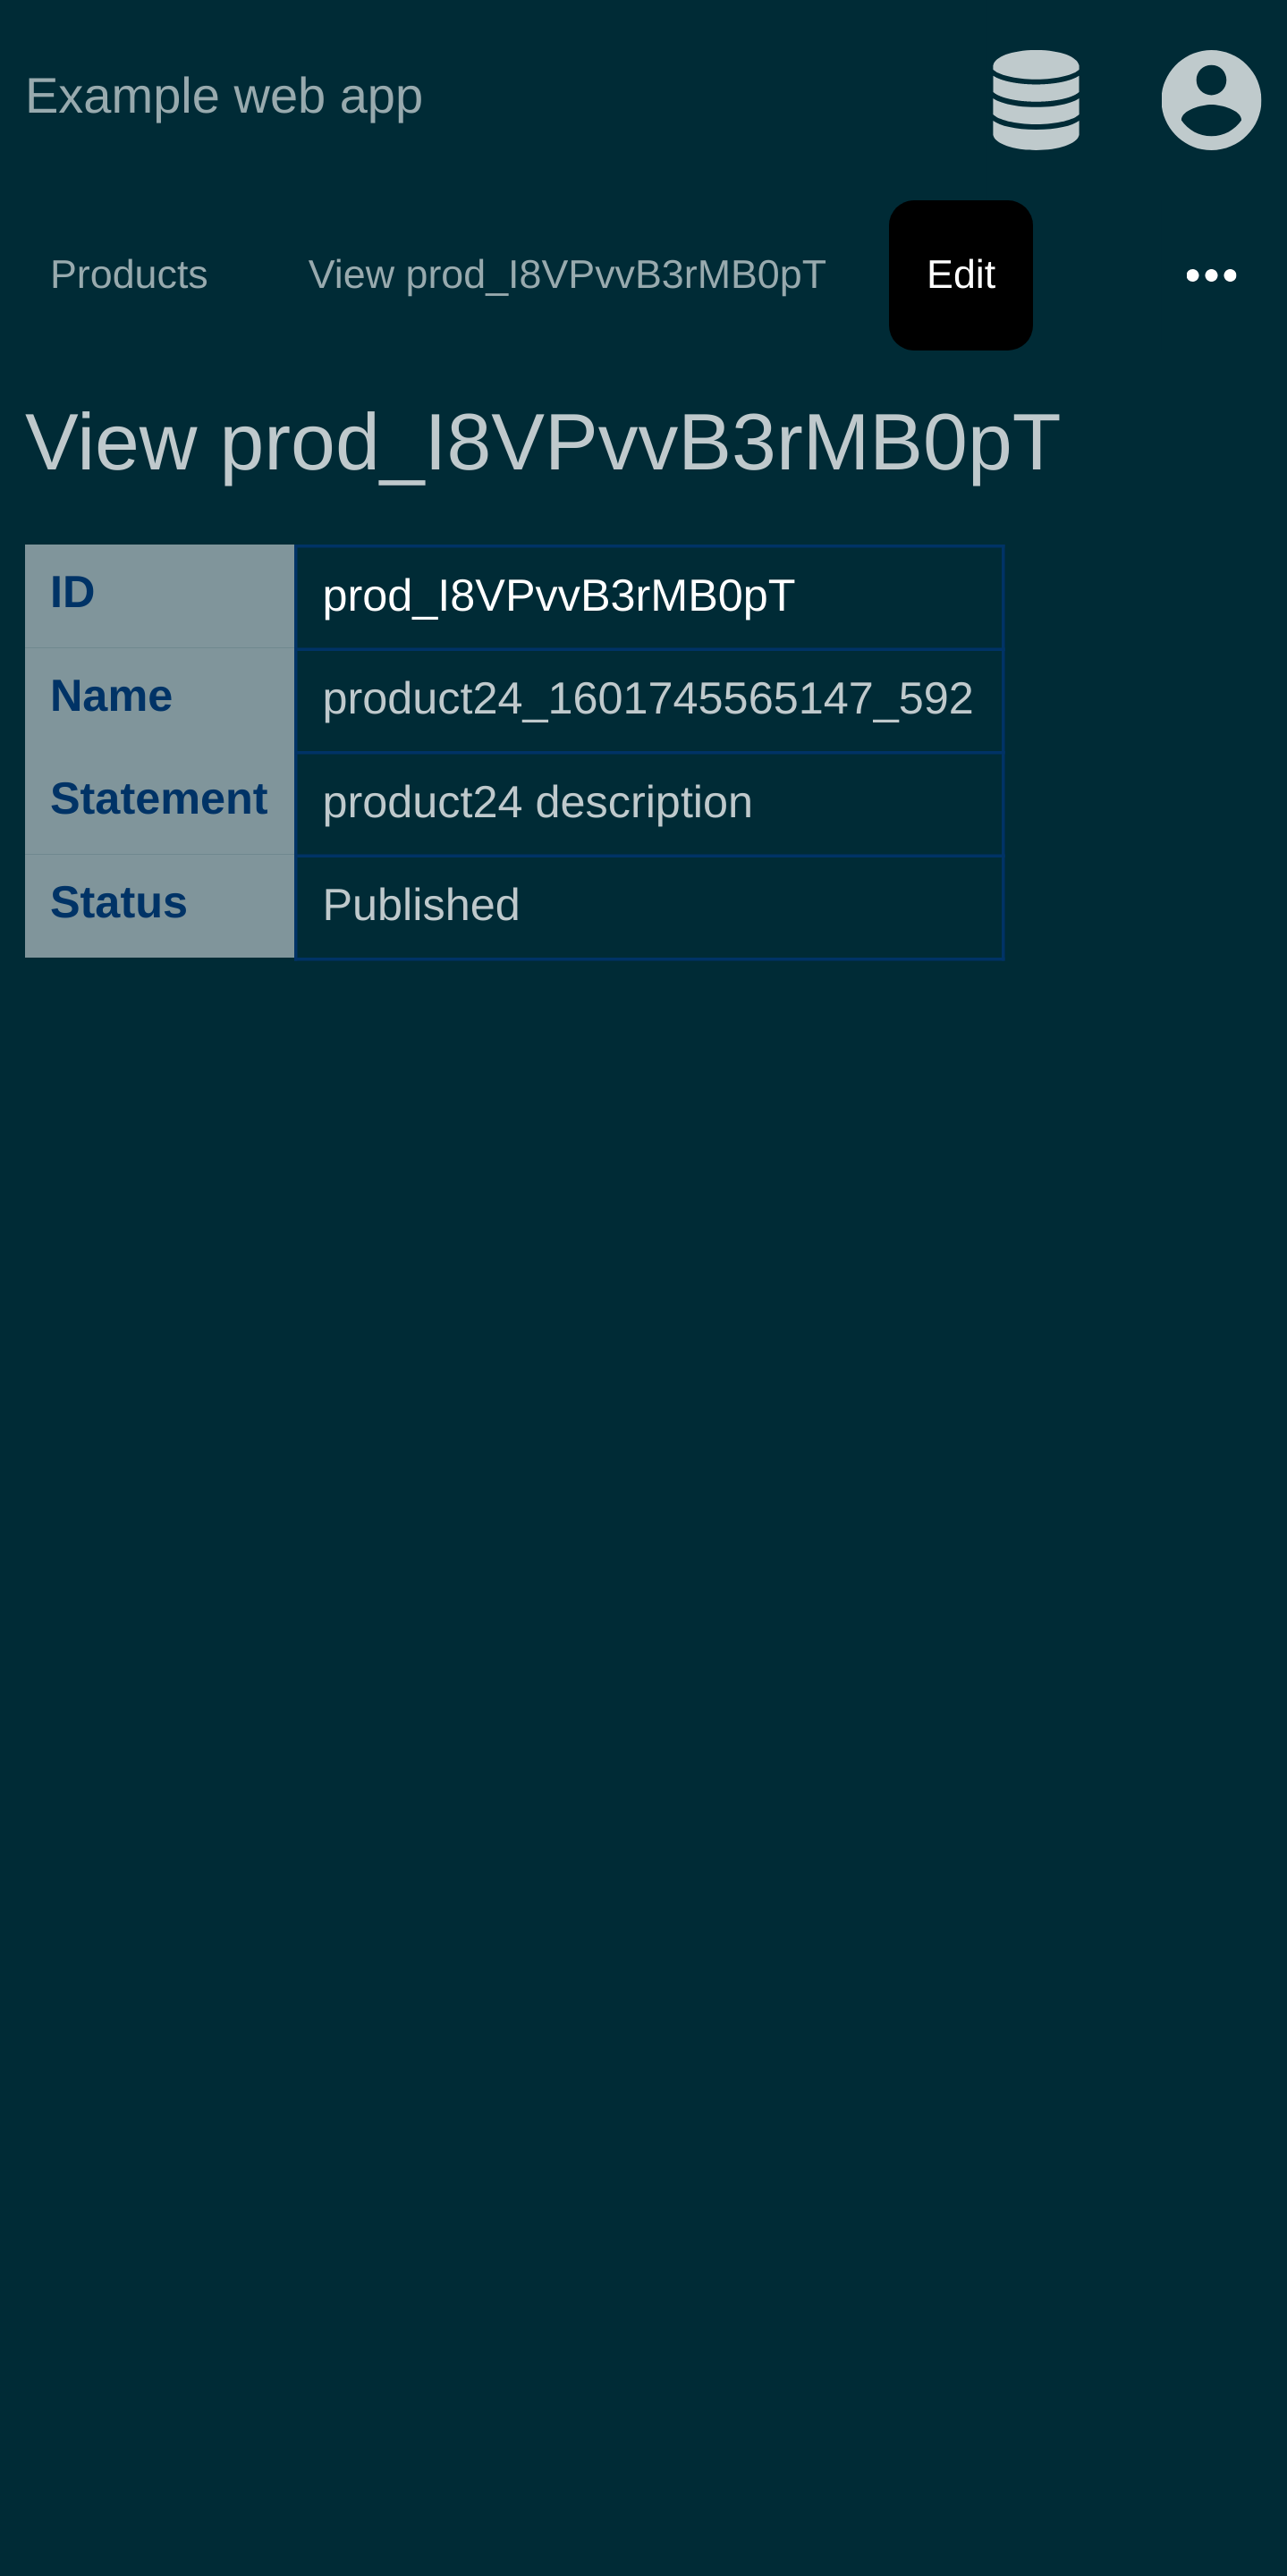 Example web app
Products View prod_I8VPvvB3rMB0pT Edit
View prod_I8VPvvB3rMB0pT
ID prod_I8VPvvB3rMB0pT
Name product24_1601745565147_592
Statement product24 description
Status Published